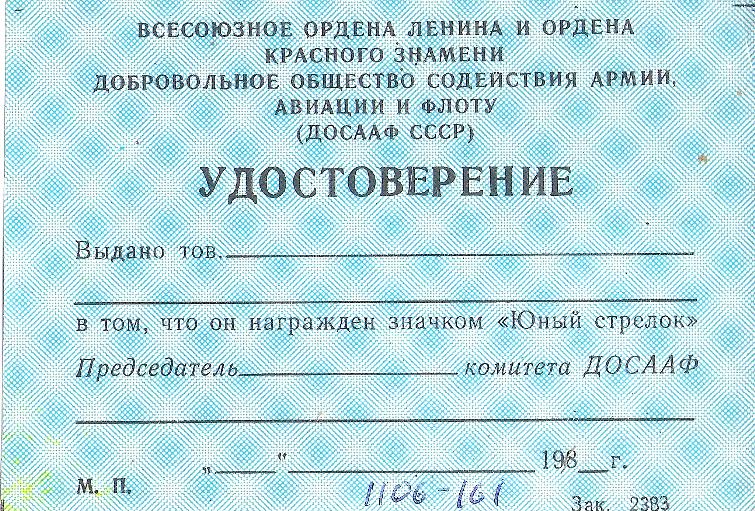 ВСЕСОЮЗНОЕ ОРДЕНА ЛЕНИНА И ОРДЕНА
КРАСНОГО ЗНАМЕНИ
ДОБРОВОЛЬНОЕ ОБЩЕСТВО СОДЕЙСТВИЯ АРМИИ,
АВИАЦИИ И ФЛОТУ
(ДОСААФ СССР)
УДОСТОВЕРЕНИЕ
Выдано тов.
в том, что он награжден значком «Юный стрелок»
Председатель комитета ДОСААФ
„ “ 198 г.
М. П.
1106-161
Зак. 2383